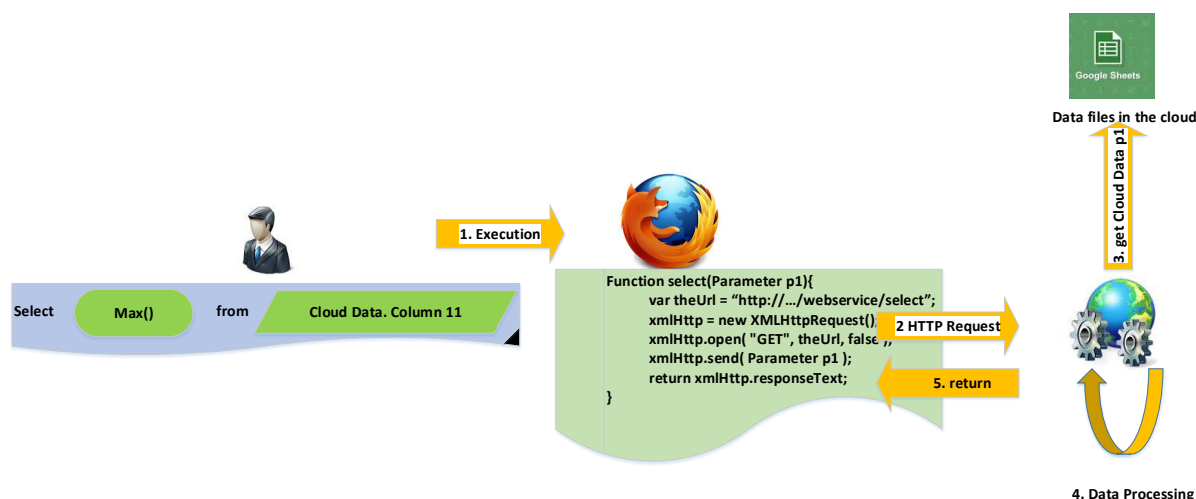 Google Sheets
Data files in the cloud
3. get Cloud Data p1
1. Execution
Select Max() from Cloud Data. Column 11
Function select(Parameter p1){
var theUrl = “http://…/webservice/select”;
xmlHttp = new XMLHttpRequest();
xmlHttp.open( "GET", theUrl, false );
xmlHttp.send( Parameter p1 );
return xmlHttp.responseText;
}
2 HTTP Request
5. return
4. Data Processing